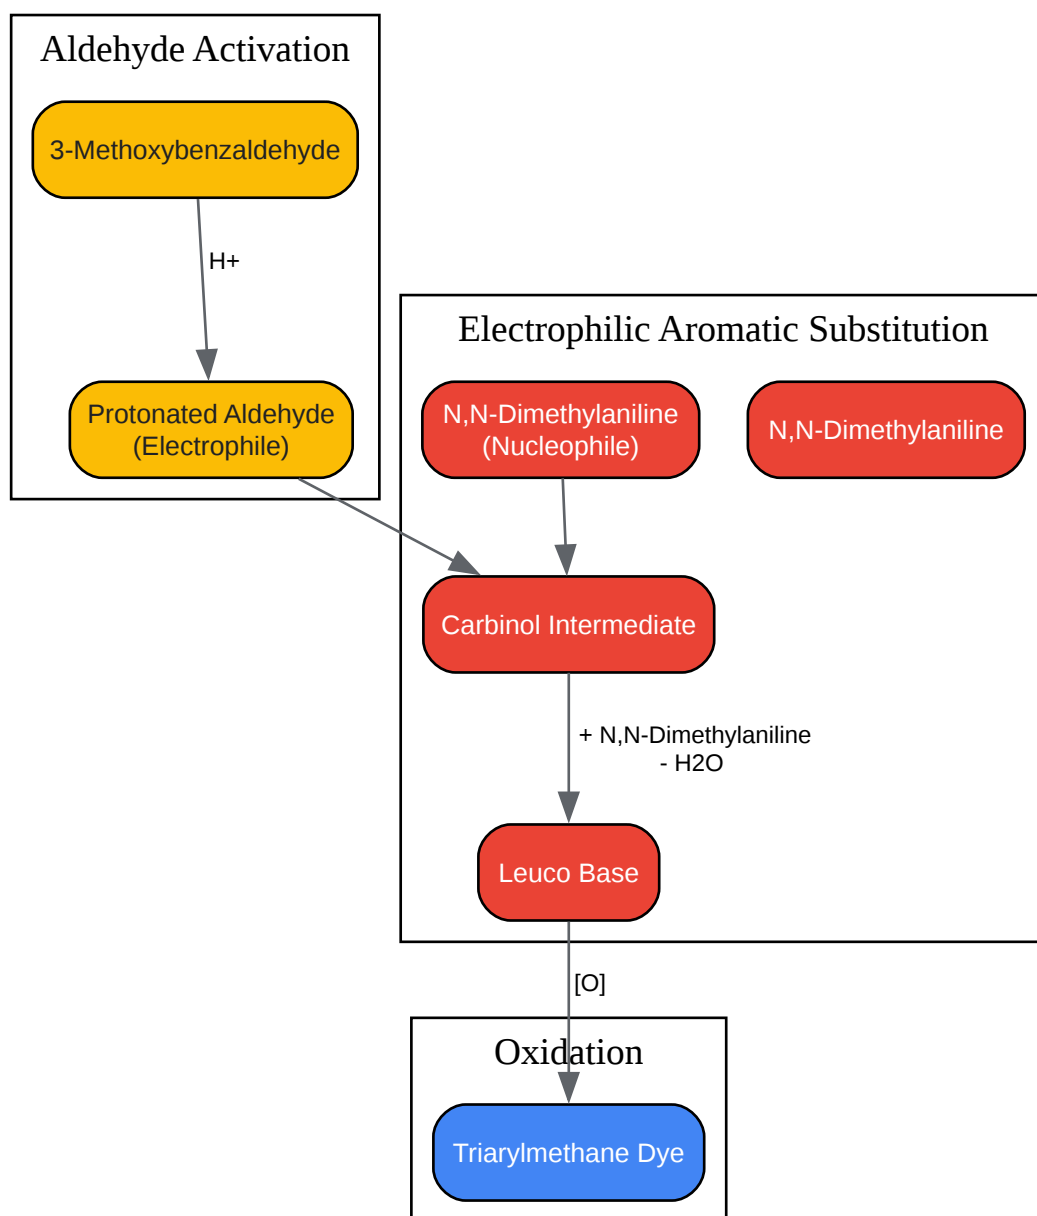 Aldehyde Activation
3-Methoxybenzaldehyde
H+
Protonated Aldehyde
(Electrophile)
Electrophilic Aromatic Substitution
N,N-Dimethylaniline
(Nucleophile)
N,N-Dimethylaniline
Carbinol Intermediate
+ N,N-Dimethylaniline
- H2O
Leuco Base
[O]
Oxidation
Triarylmethane Dye